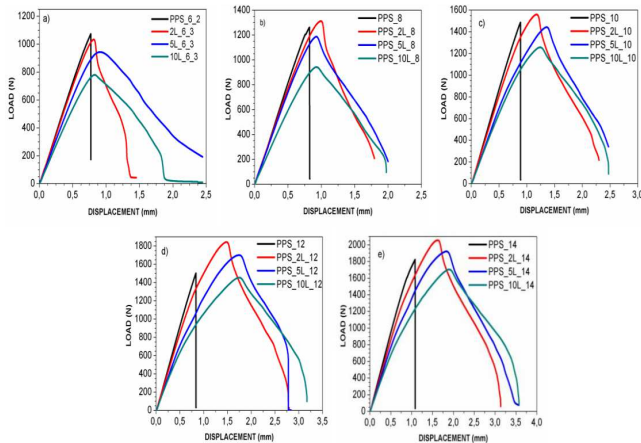 a)
PPS_6_2
2L_6_3
5L_6_3
10L_6_3
1200
1000
800
600
400
200
0
0,0 0,5 1,0 1,5 2,0 2,5
LOAD (N)
DISPLACEMENT (mm)
b)
PPS_8
PPS_2L_8
PPS_5L_8
PPS_10L_8
1400
1200
1000
800
600
400
200
0
0,0 0,5 1,0 1,5 2,0 2,5
LOAD (N)
DISPLACEMENT (mm)
c)
PPS_10
PPS_2L_10
PPS_5L_10
PPS_10L_10
1600
1400
1200
1000
800
600
400
200
0
0,0 0,5 1,0 1,5 2,0 2,5 3,0
LOAD (N)
DISPLACEMENT (mm)
d)
PPS_12
PPS_2L_12
PPS_5L_12
PPS_10L_12
1800
1600
1400
1200
1000
800
600
400
200
0
0,0 0,5 1,0 1,5 2,0 2,5 3,0 3,5
LOAD (N)
DISPLACEMENT (mm)
e)
PPS_14
PPS_2L_14
PPS_5L_14
PPS_10L_14
2000
1800
1600
1400
1200
1000
800
600
400
200
0
0,0 0,5 1,0 1,5 2,0 2,5 3,0 3,5 4,0
LOAD (N)
DISPLACEMENT (mm)